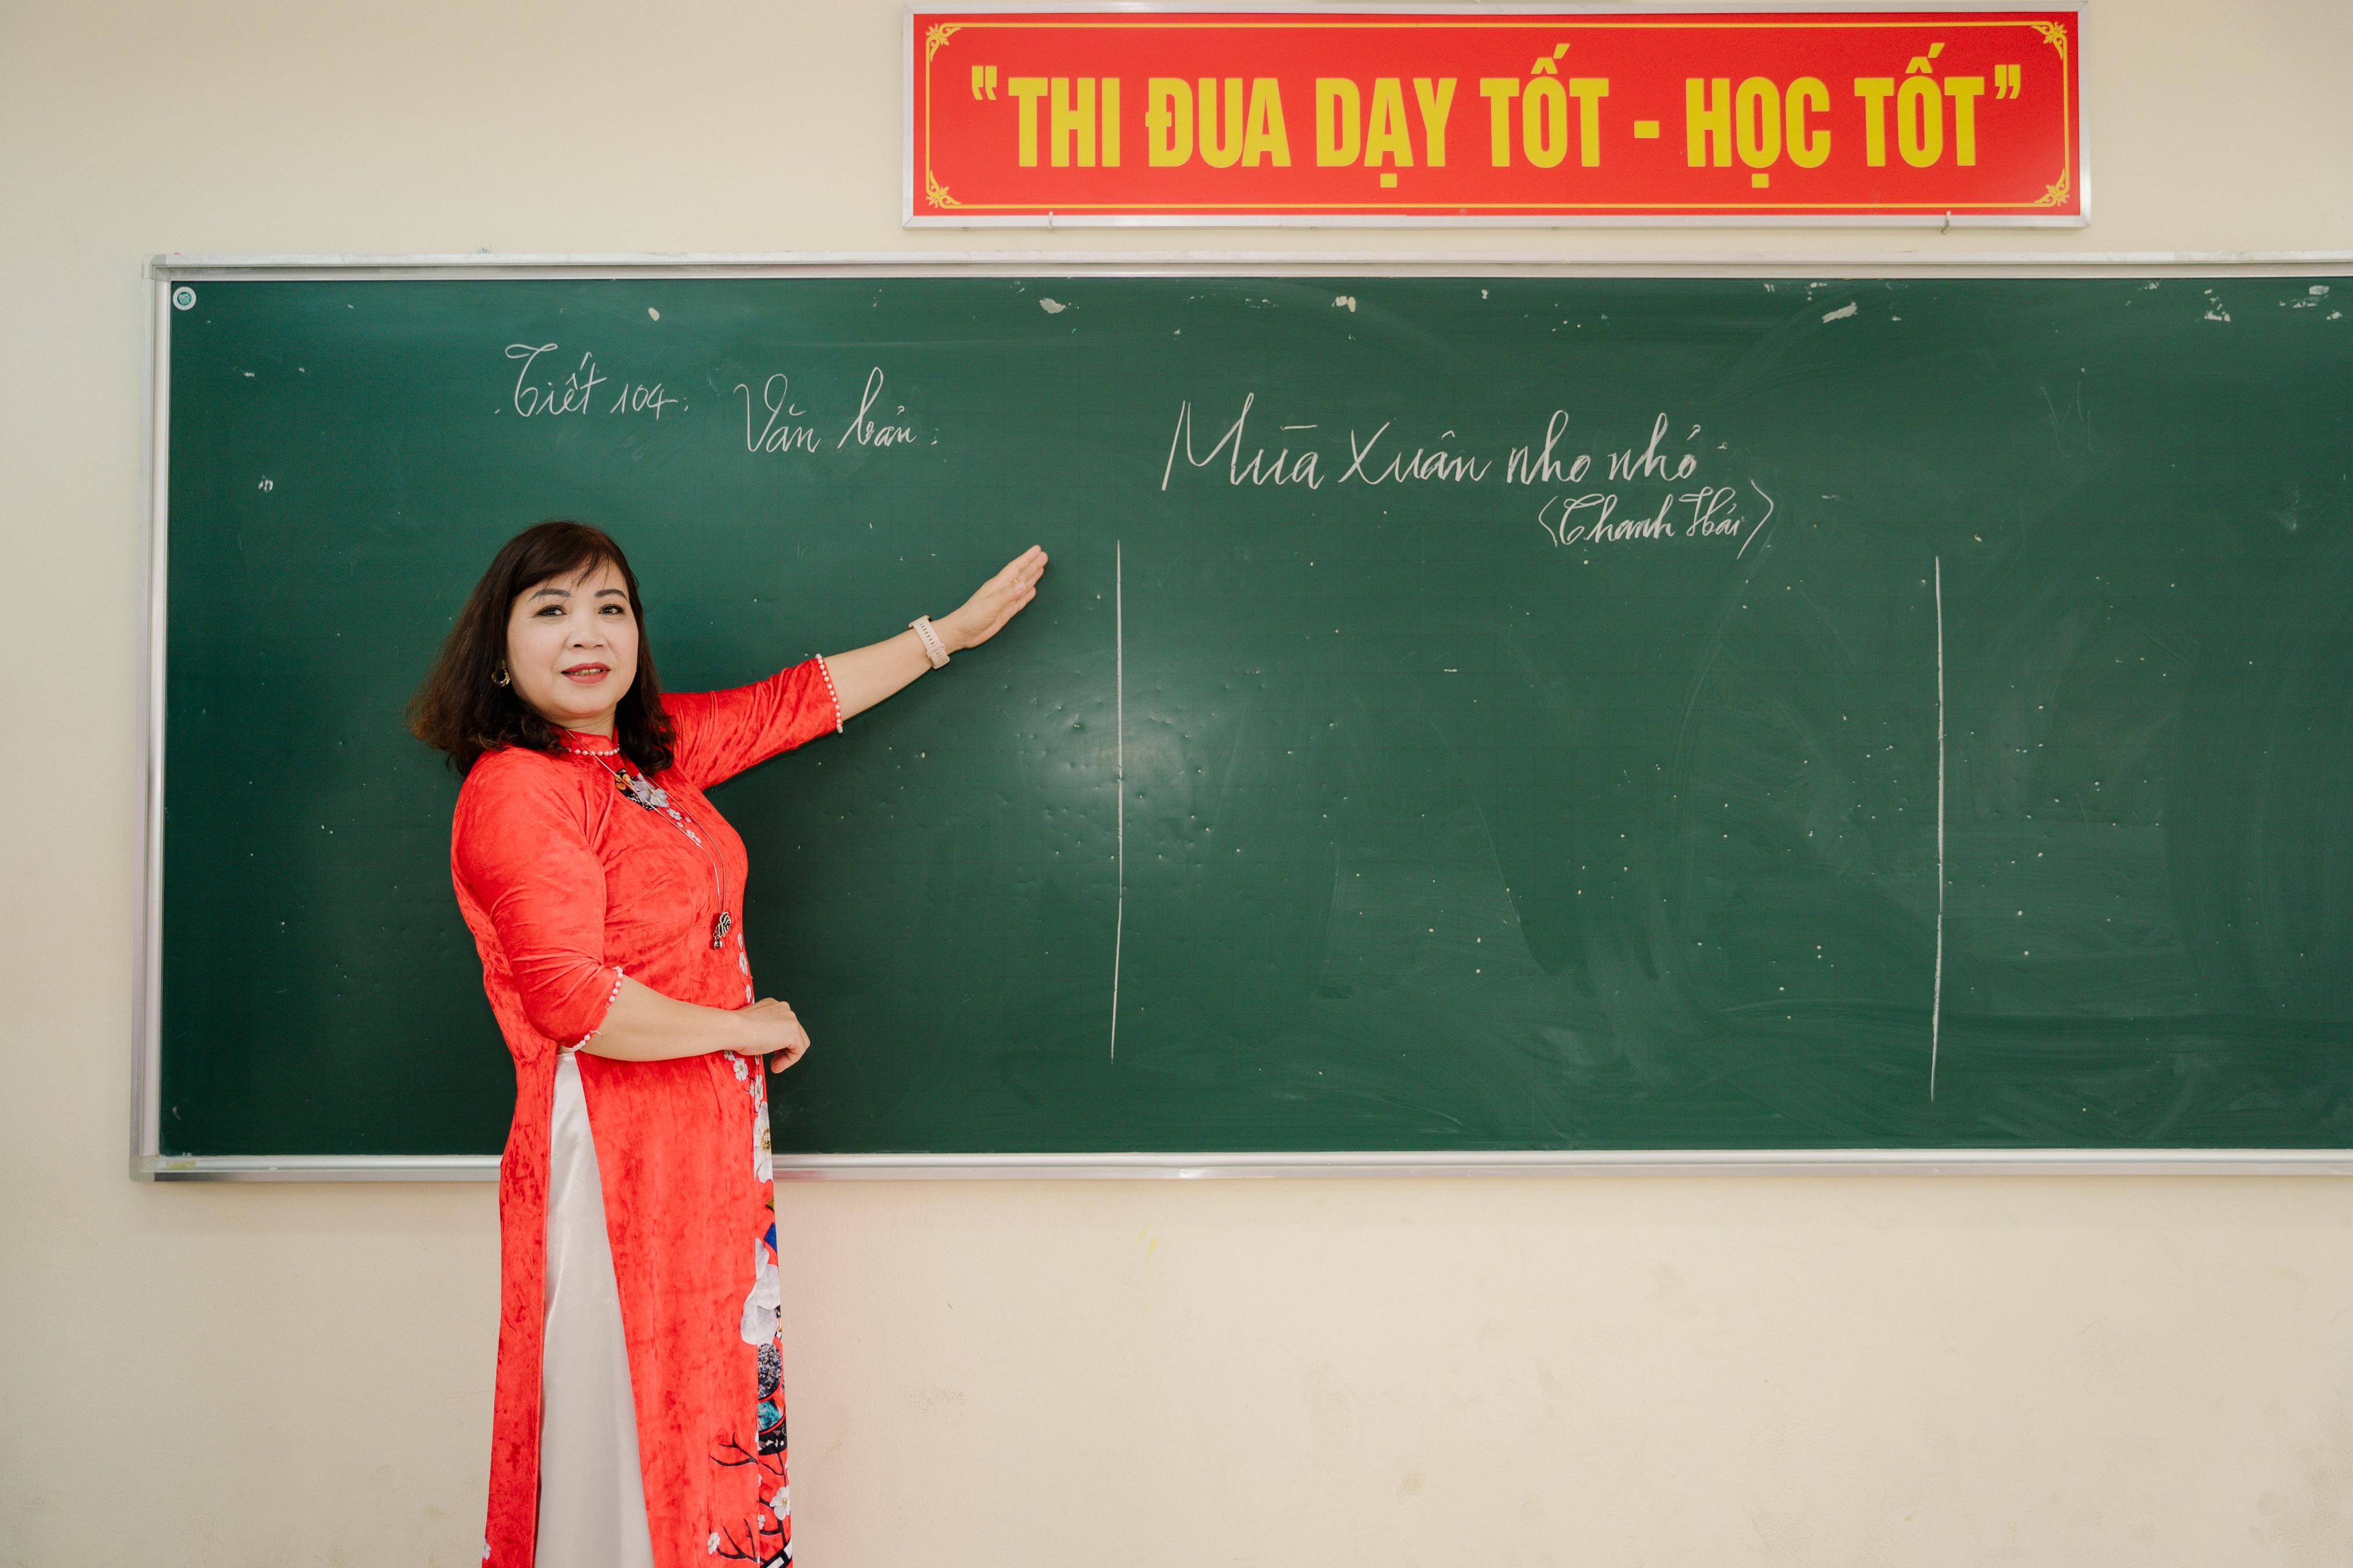 "THI ĐUA DẠY TỐT - HỌC TỐT"
Tiết 104: Văn bản:
Mùa Xuân nho nhỏ
(Thanh Hải)